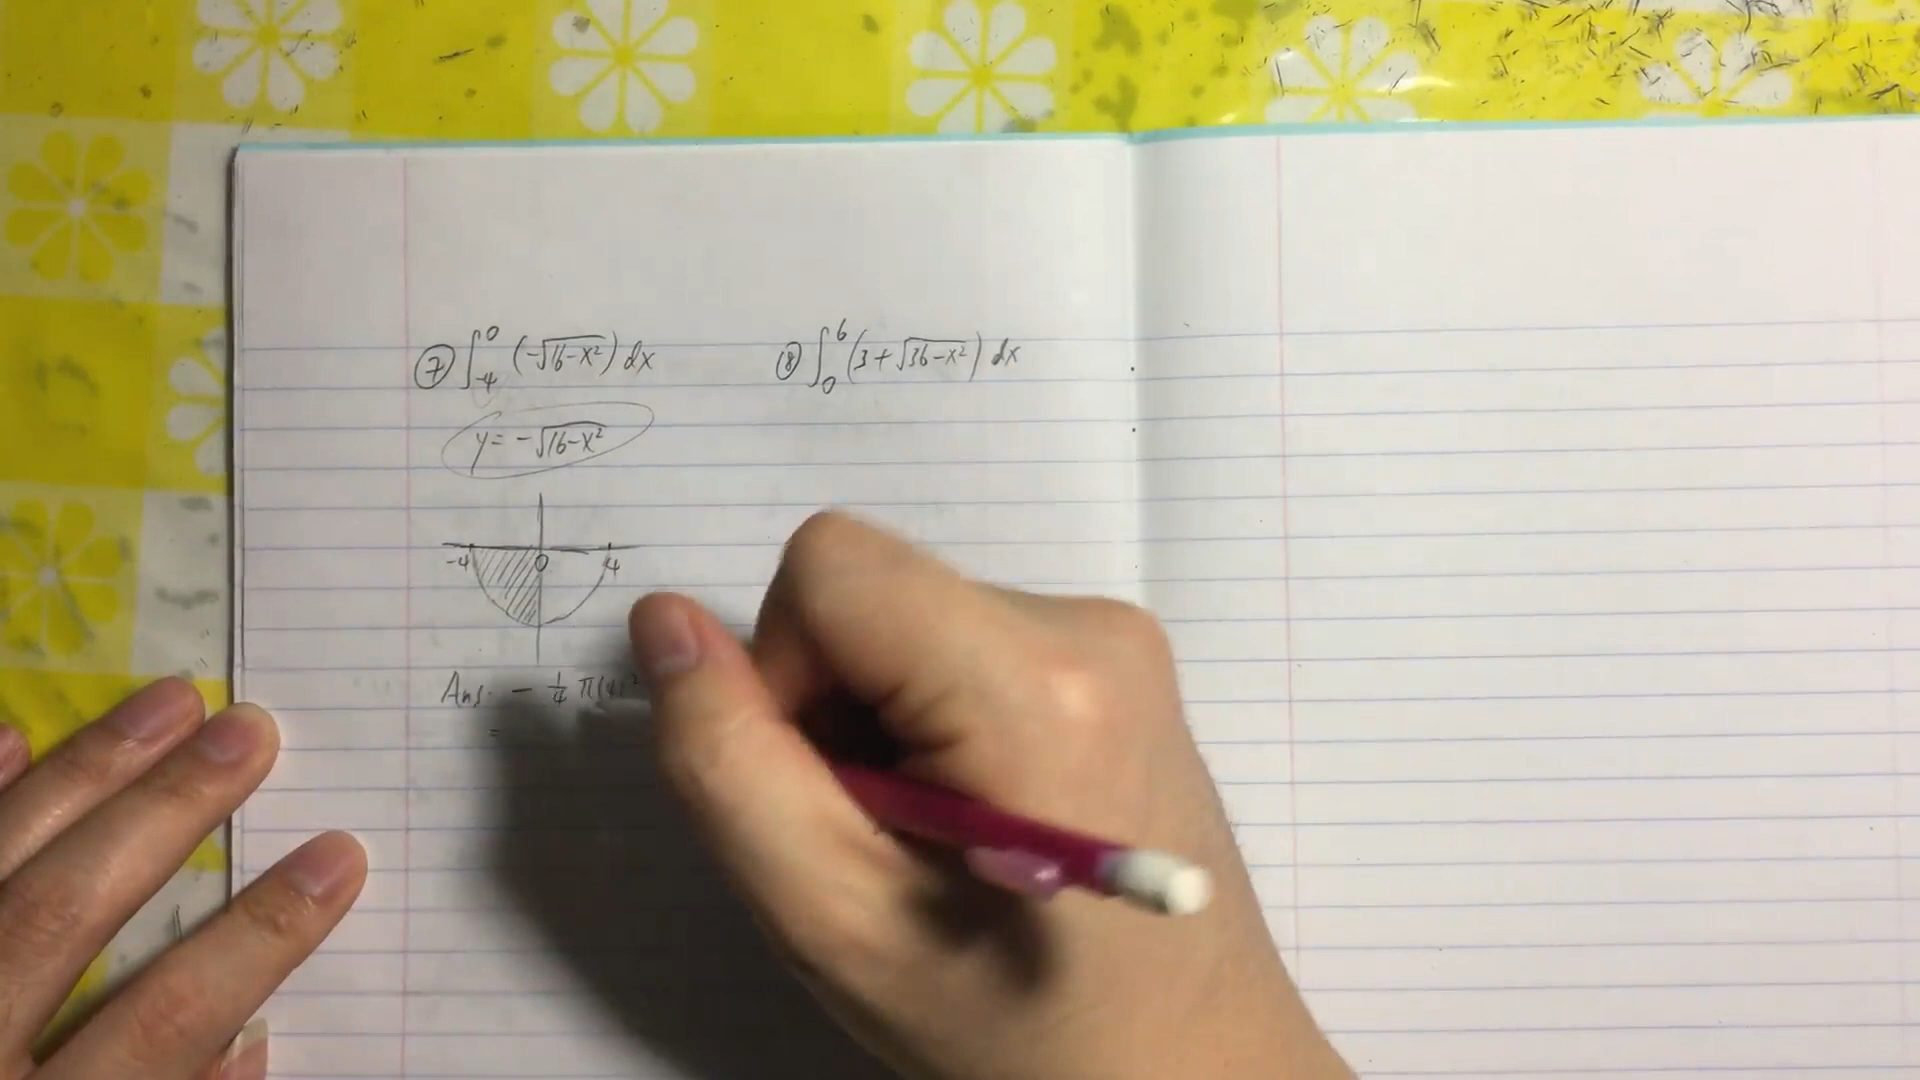 ⑦ ∫₋₄⁰ (-√(16-x²)) dx
⑧ ∫₀⁶ (3+√(36-x²)) dx
y = -√(16-x²)
-4 0 4
Ans: - 1/4 π(4)²
=